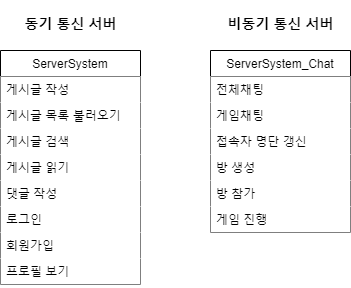 동기 통신 서버
ServerSystem
게시글 작성
게시글 목록 불러오기
게시글 검색
게시글 읽기
댓글 작성
로그인
회원가입
프로필 보기
비동기 통신 서버
ServerSystem_Chat
전체채팅
게임채팅
접속자 명단 갱신
방 생성
방 참가
게임 진행